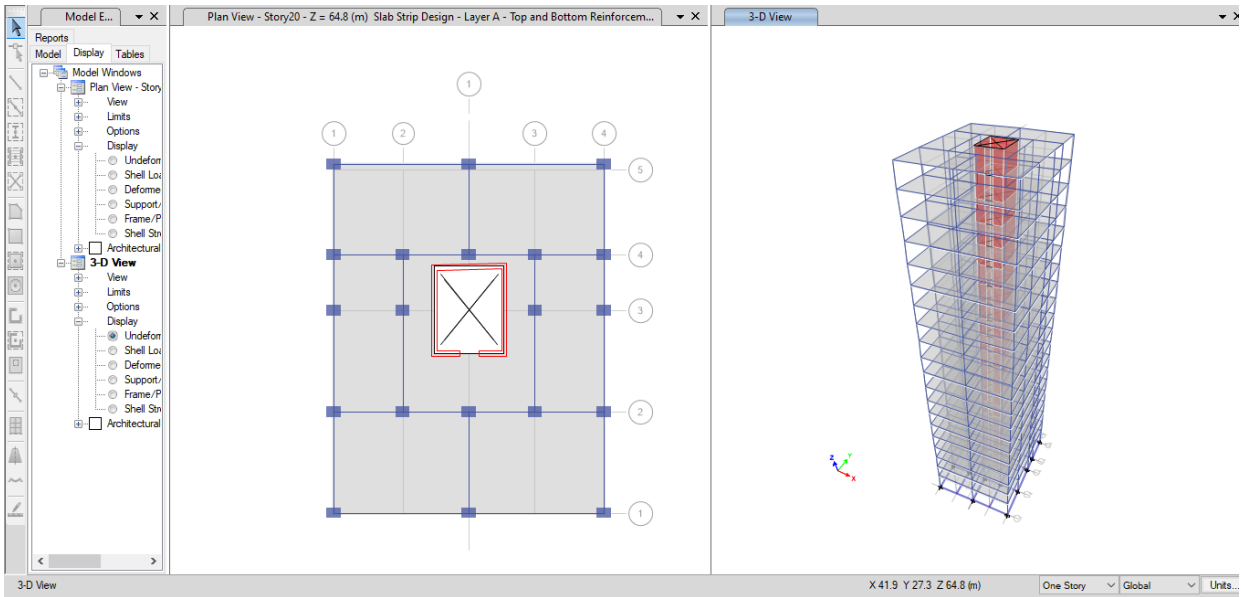 Model E...
Plan View - Story20 - Z = 64.8 (m) Slab Strip Design - Layer A - Top and Bottom Reinforcem...
3-D View
Reports
Model Display Tables
Model Windows
Plan View - Story
View
Limits
Options
Display
Undeform
Shell Loa
Deforme
Support/
Frame/P
Shell Stre
Architectural
3-D View
View
Limits
Options
Display
Undeform
Shell Loa
Deforme
Support/
Frame/P
Shell Stre
Architectural
1
1 2 3 4
5
4
3
2
1
Z Y X
3-D View
X 41.9 Y 27.3 Z 64.8 (m)
One Story
Global
Units...